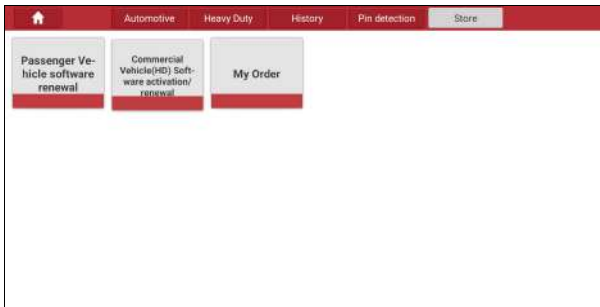 Automotive Heavy Duty History Pin detection Store
Passenger Ve-
hicle software
renewal
Commercial
Vehicle(HD) Soft-
ware activation/
renewal
My Order